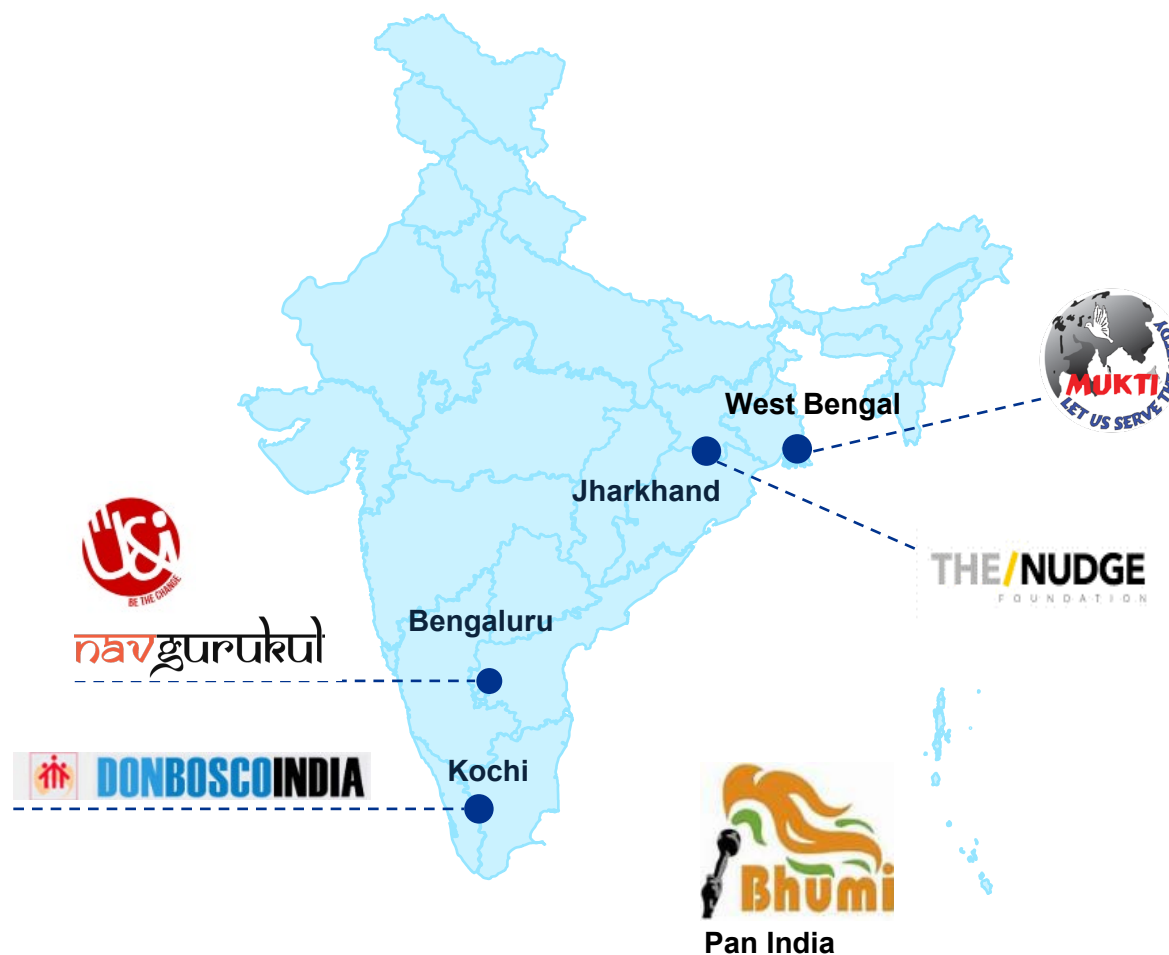 MUKTI
LET US SERVE THE
West Bengal
Jharkhand
THE/NUDGE
FOUNDATION
U&i
BE THE CHANGE
navgurukul
Bengaluru
DONBOSCOINDIA
Kochi
Bhumi
Pan India